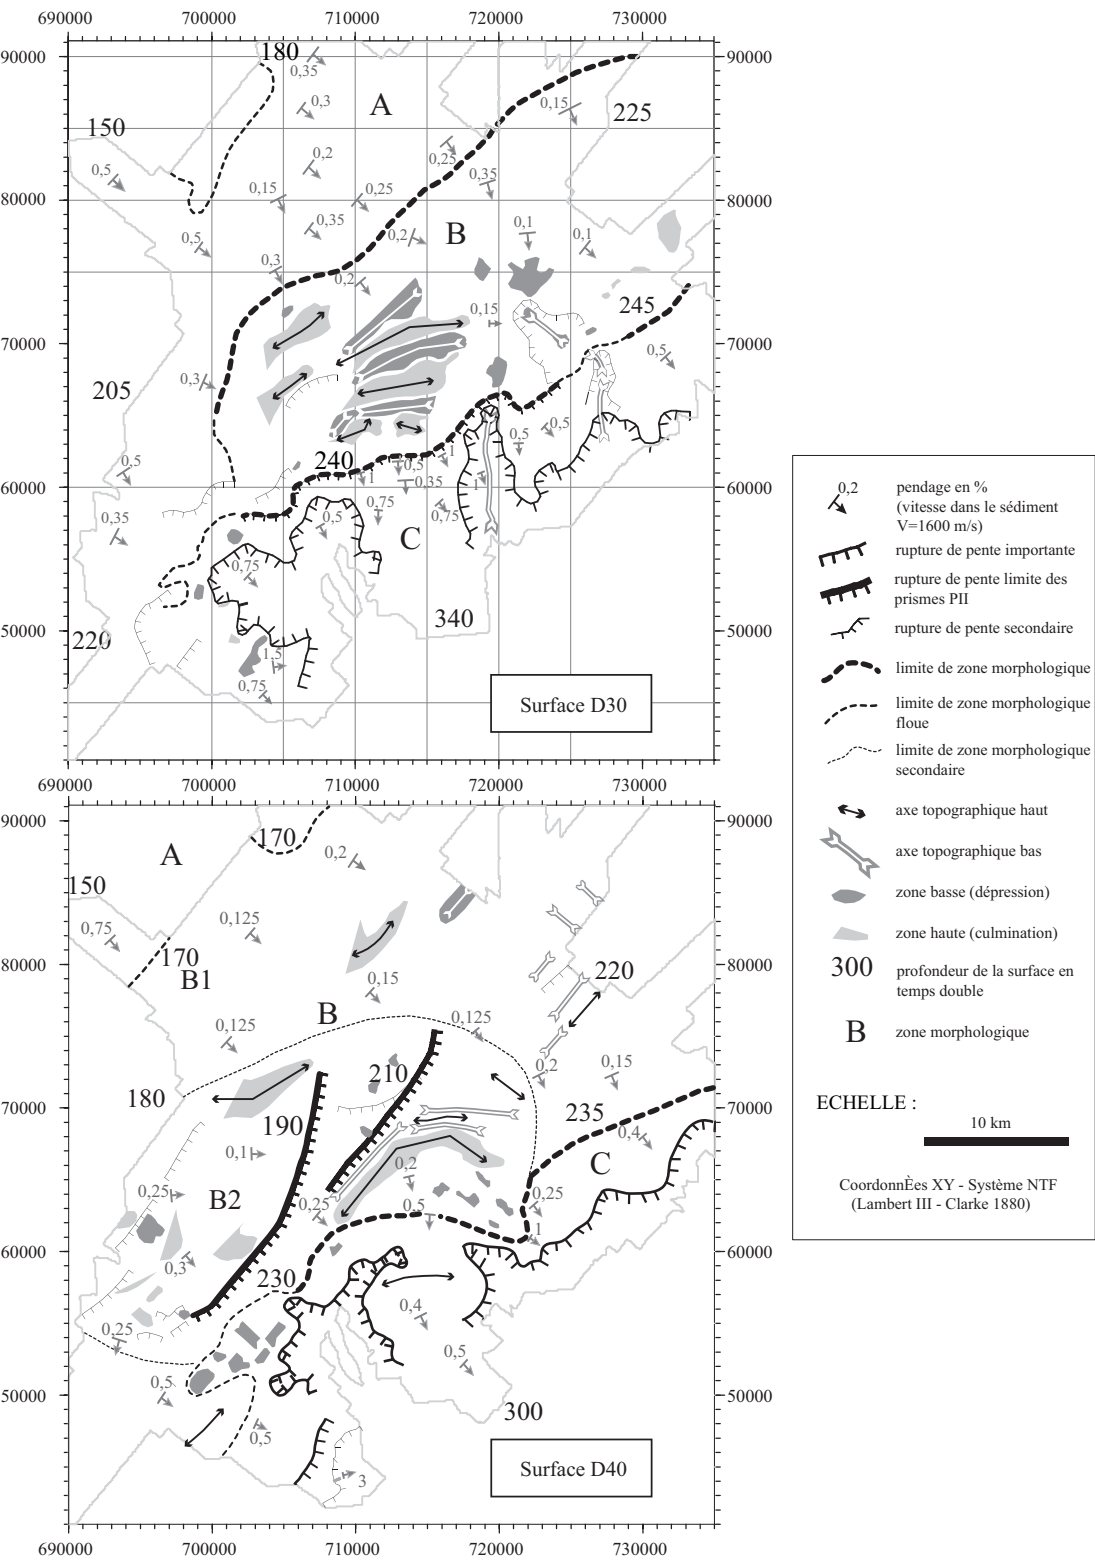 690000 700000 710000 720000 730000
90000 180 0,35 90000
A 0,3 0,15 225
150 0,2 0,25
0,5 0,35
80000 0,15 0,25 80000
0,35 0,2 B 0,1 0,1
0,5
0,3 0,2
0,15 245
70000 0,5 70000
205 0,3
0,5 0,5
240 1 0,5
0,5 1 0,35 1
60000 60000
0,35 0,75 0,75
0,5 C
0,75
220 340
50000 50000
1,5
0,75
Surface D30
690000 700000 710000 720000 730000
90000 170 90000
A 0,2
150
0,75 0,125
80000 170 220 80000
B1 0,15
B
0,125 0,125
210 0,2 0,15
180
70000 190 235 70000
0,4
0,1 0,2 C
0,25 B2 0,25 0,5 0,25
1
60000 60000
0,3 230
0,25 0,4
0,5
0,5
50000 50000
300
0,5
3
Surface D40
690000 700000 710000 720000 730000
0,2 pendage en %
(vitesse dans le sédiment
V=1600 m/s)
rupture de pente importante
rupture de pente limite des
prismes PII
rupture de pente secondaire
limite de zone morphologique
limite de zone morphologique
floue
limite de zone morphologique
secondaire
axe topographique haut
axe topographique bas
zone basse (dépression)
zone haute (culmination)
300 profondeur de la surface en
temps double
B zone morphologique
ECHELLE :
10 km
CoordonnÈes XY - Système NTF
(Lambert III - Clarke 1880)